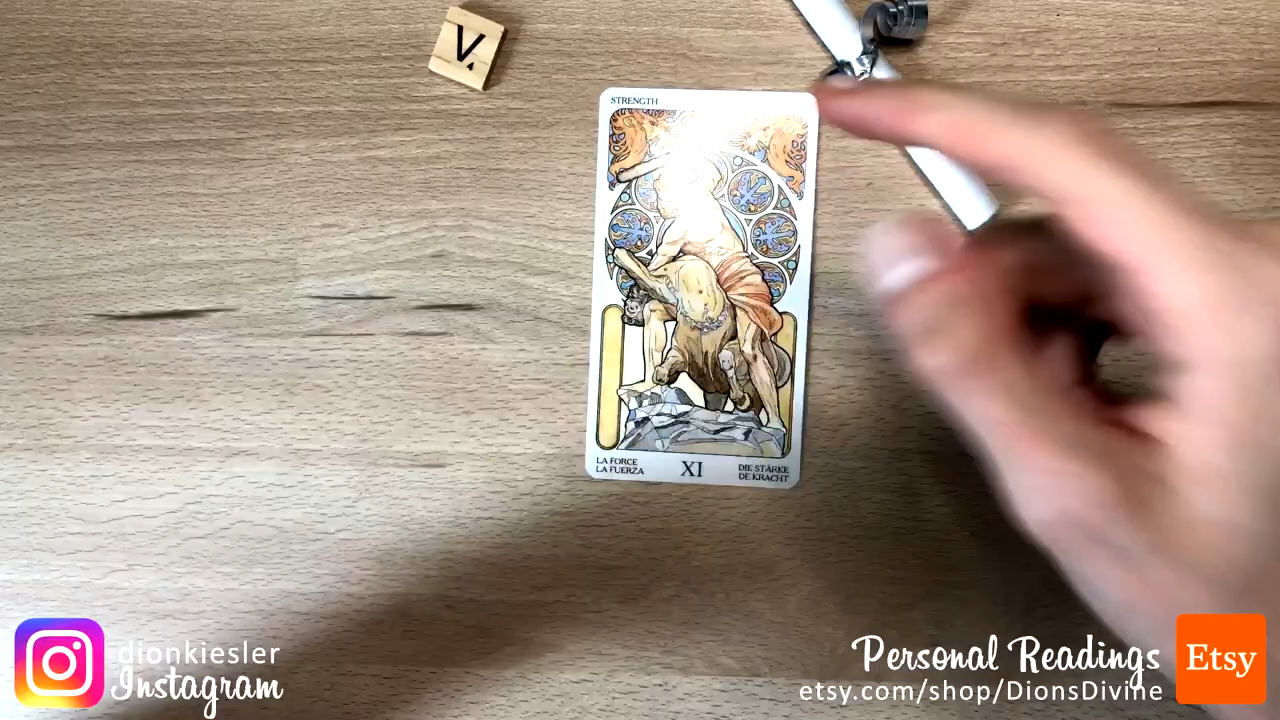 V
4
STRENGTH
LA FORCE
LA FUERZA
XI
DIE STÄRKE
DE KRACHT
dionkiesler
Instagram
Personal Readings
etsy.com/shop/DionsDivine
Etsy